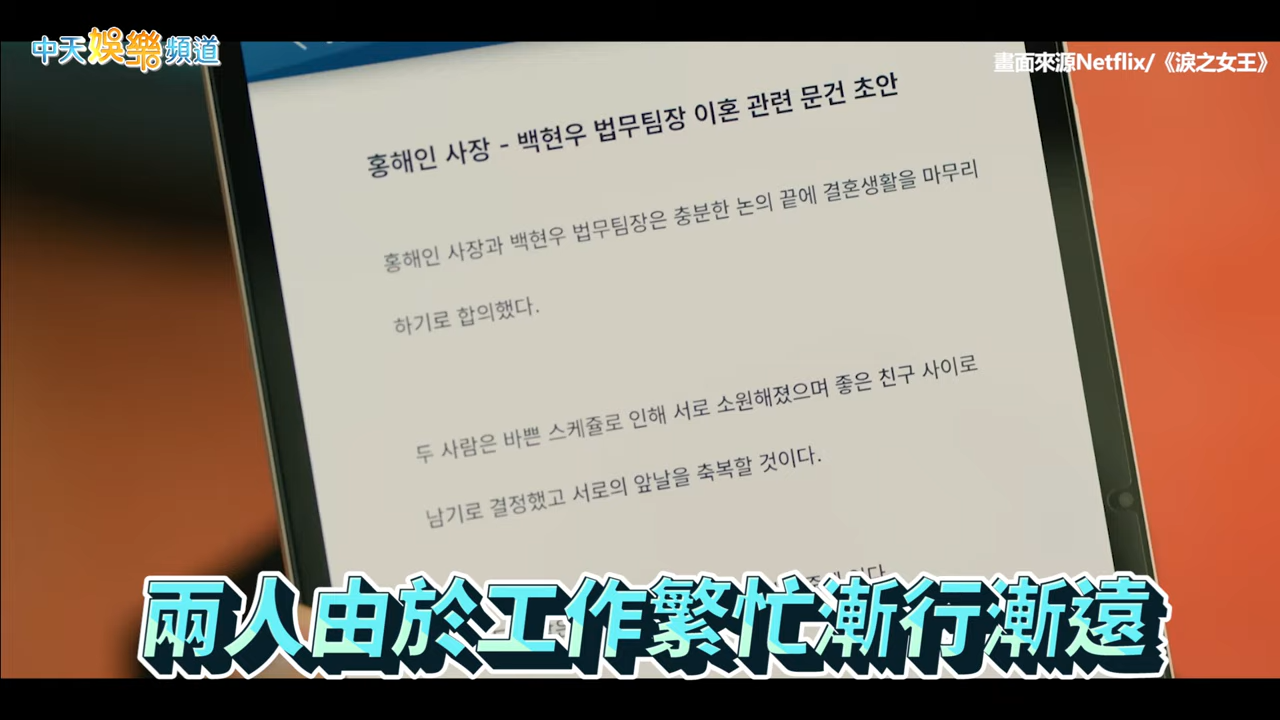 中天娛樂頻道
畫面來源Netflix/《淚之女王》
홍해인 사장 - 백현우 법무팀장 이혼 관련 문건 초안
홍해인 사장과 백현우 법무팀장은 충분한 논의 끝에 결혼생활을 마무리
하기로 합의했다.
두 사람은 바쁜 스케쥴로 인해 서로 소원해졌으며 좋은 친구 사이로
남기로 결정했고 서로의 앞날을 축복할 것이다.
兩人由於工作繁忙漸行漸遠